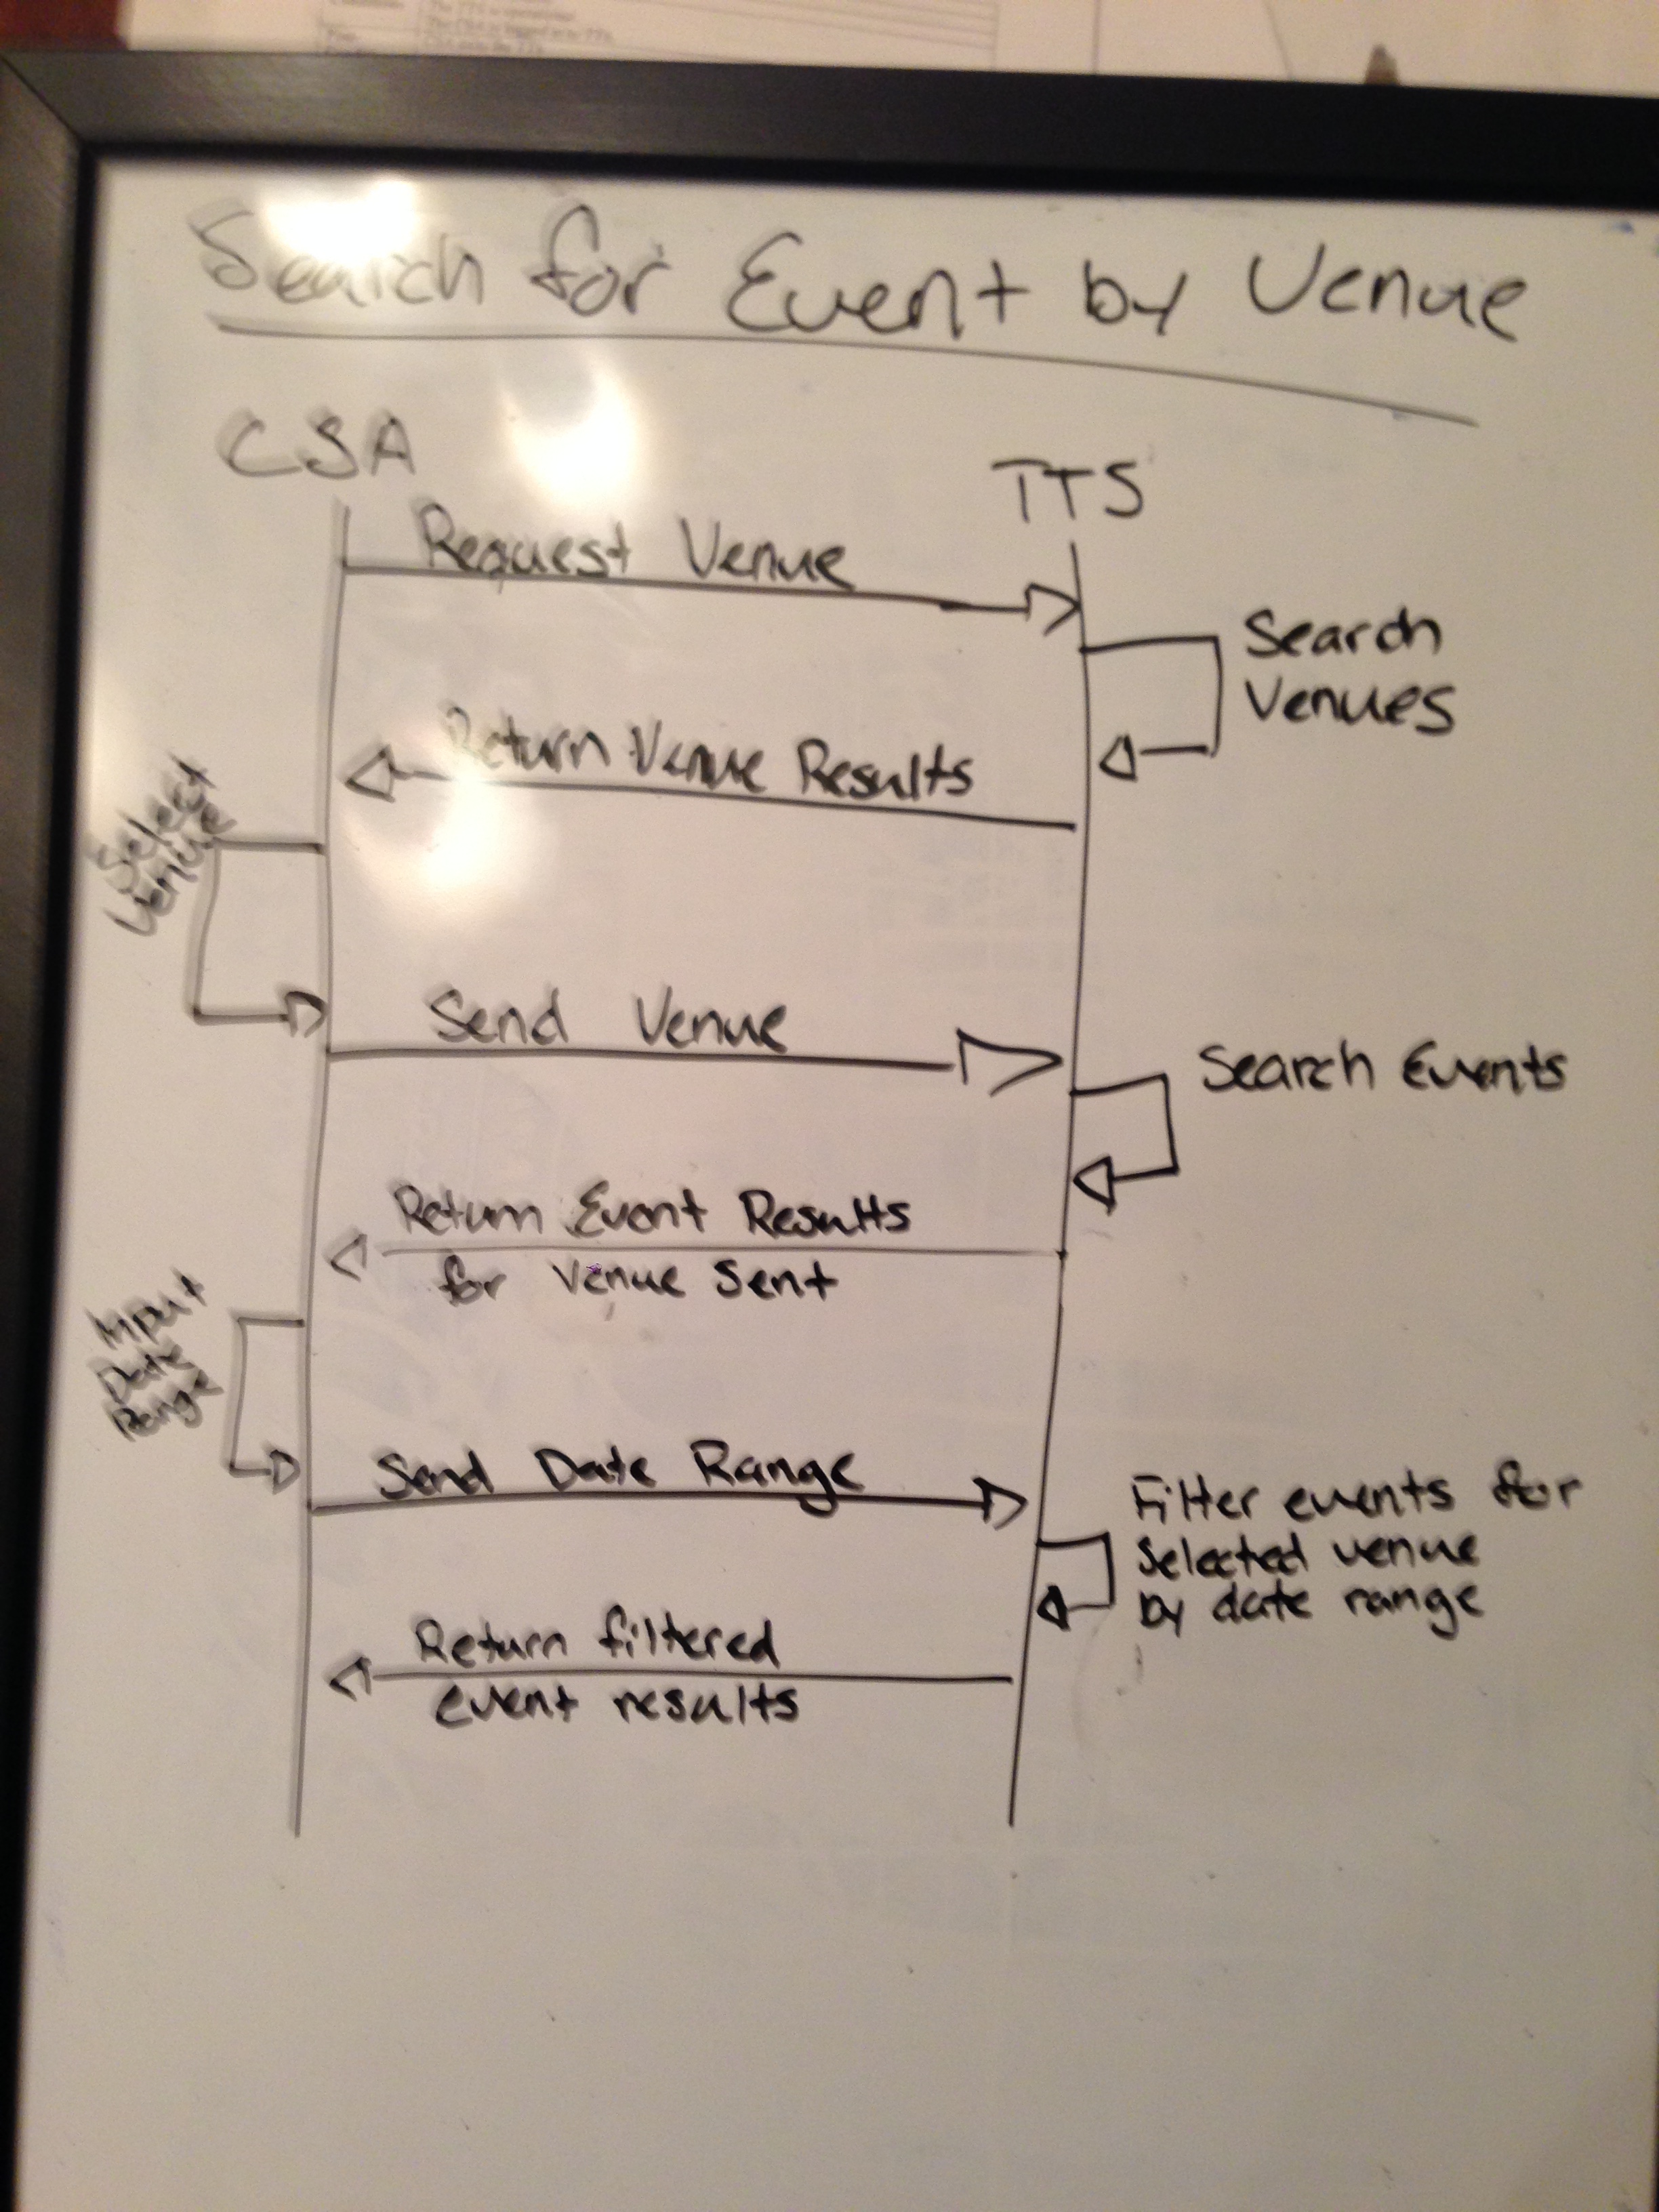 Search for Event by Venue
CSA
TTS
Request Venue
Search
Venues
Return Venue Results
Select
Venue
Send Venue
Search Events
Return Event Results
for Venue Sent
Input
Date
Range
Send Date Range
Filter events for
Selected venue
by date range
Return filtered
event results